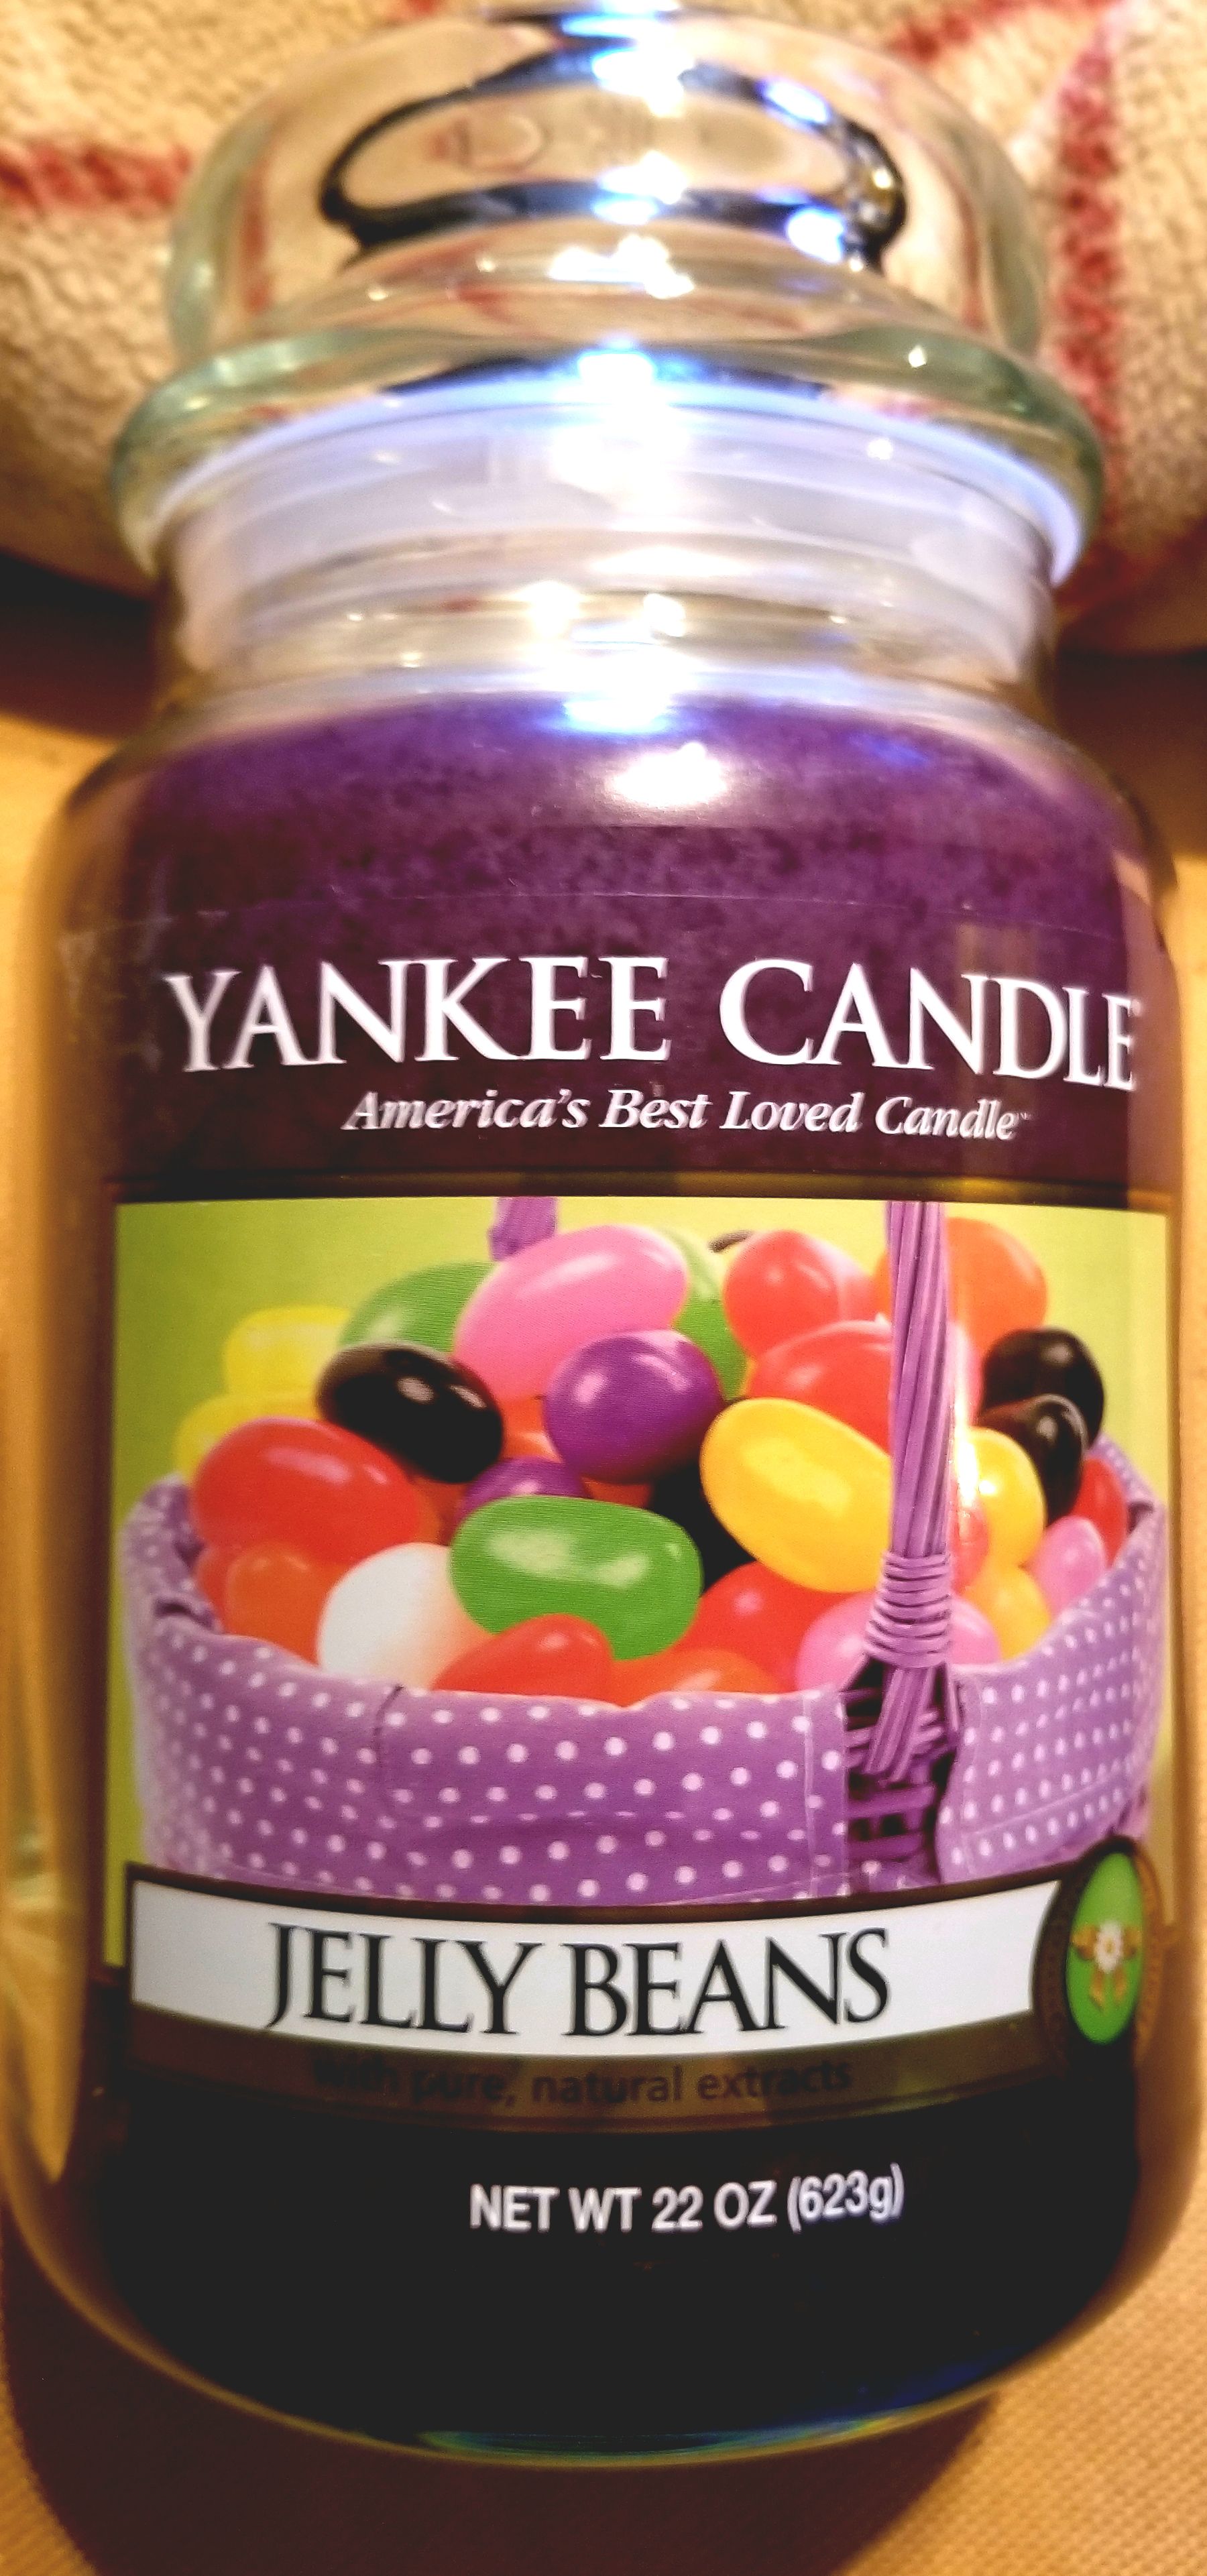 YANKEE CANDLE®
America's Best Loved Candle™
JELLY BEANS
with pure, natural extracts
NET WT 22 OZ (623g)